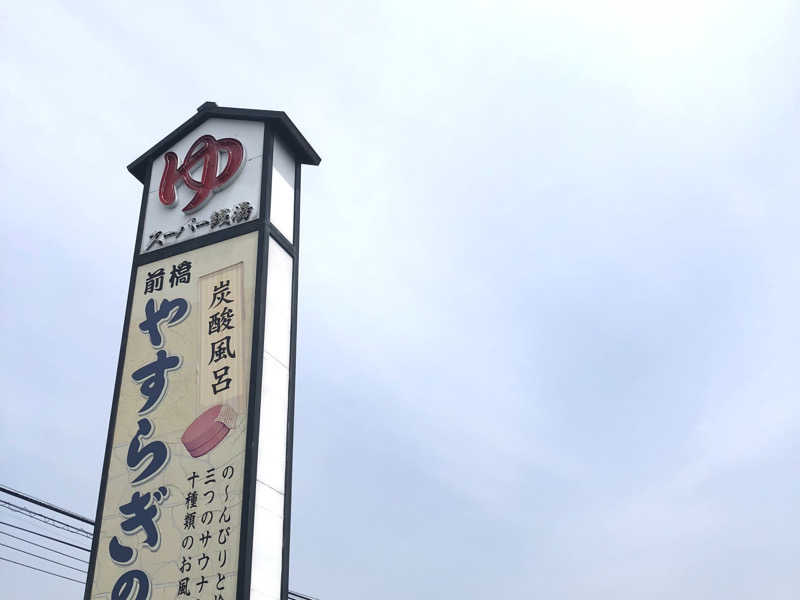 ゆ
スーパー銭湯
前橋
やすらぎの
炭酸風呂
の〜んびりと
三つのサウナ
十種類のお風